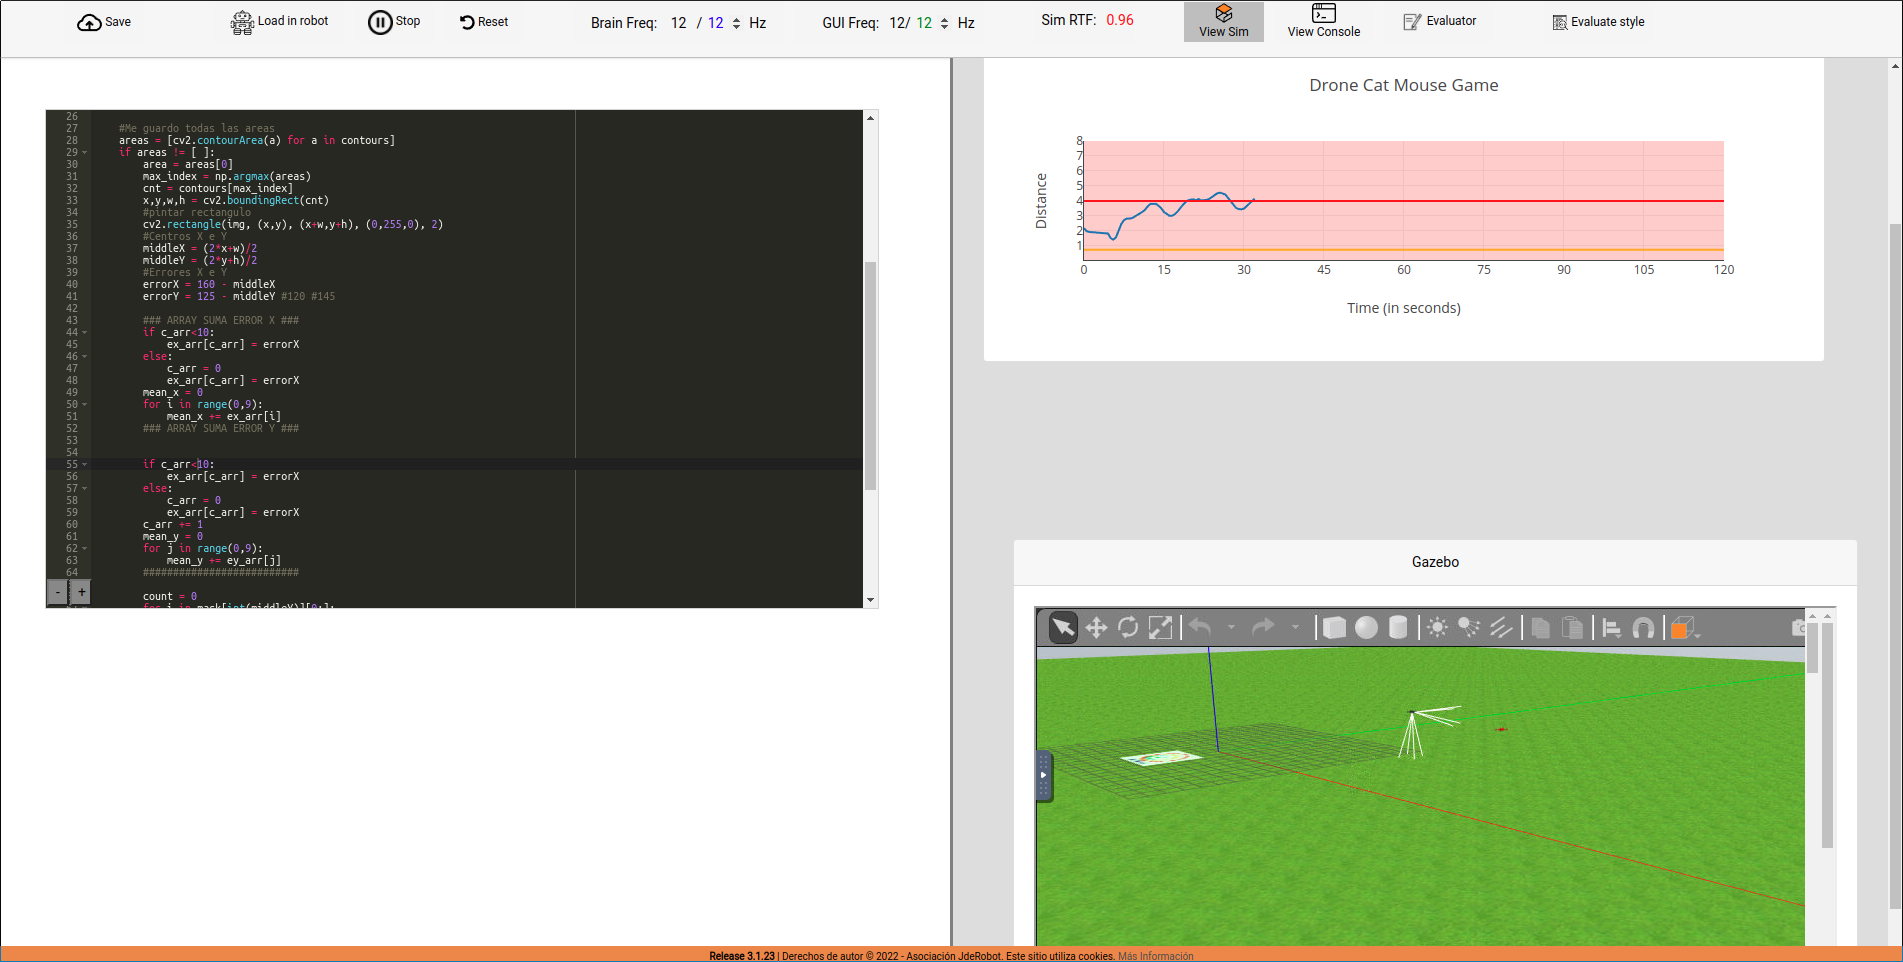 Save Load in robot Stop Reset Brain Freq: 12 / 12 Hz GUI Freq: 12/ 12 Hz Sim RTF: 0.96 View Sim View Console Evaluator Evaluate style
26
27 #Me guardo todas las areas
28 areas = [cv2.contourArea(a) for a in contours]
29 if areas != [ ]:
30 area = areas[0]
31 max_index = np.argmax(areas)
32 cnt = contours[max_index]
33 x,y,w,h = cv2.boundingRect(cnt)
34 #pintar rectangulo
35 cv2.rectangle(img, (x,y), (x+w,y+h), (0,255,0), 2)
36 #Centros X e Y
37 middleX = (2*x+w)/2
38 middleY = (2*y+h)/2
39 #Errores X e Y
40 errorX = 160 - middleX
41 errorY = 125 - middleY #120 #145
42
43 ### ARRAY SUMA ERROR X ###
44 if c_arr<10:
45 ex_arr[c_arr] = errorX
46 else:
47 c_arr = 0
48 ex_arr[c_arr] = errorX
49 mean_x = 0
50 for i in range(0,9):
51 mean_x += ex_arr[i]
52 ### ARRAY SUMA ERROR Y ###
53
54
55 if c_arr<10:
56 ex_arr[c_arr] = errorX
57 else:
58 c_arr = 0
59 ex_arr[c_arr] = errorX
60 c_arr += 1
61 mean_y = 0
62 for j in range(0,9):
63 mean_y += ey_arr[j]
64 ##########################
- +
count = 0
for i in mask[int(middleY)][0:]:
Drone Cat Mouse Game
8
7
6
5
4
3
2
1
Distance
0 15 30 45 60 75 90 105 120
Time (in seconds)
Gazebo
Release 3.1.23 | Derechos de autor © 2022 - Asociación JdeRobot. Este sitio utiliza cookies. Más Información